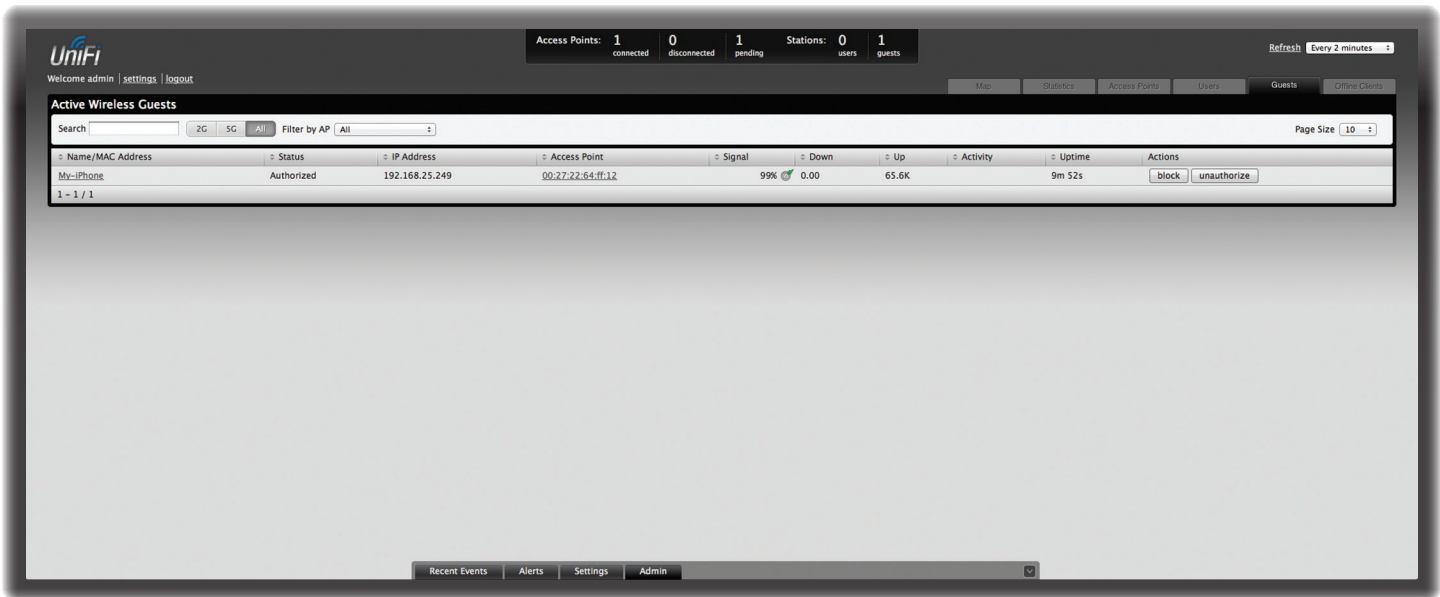 UniFi
Access Points: 1 connected 0 disconnected 1 pending Stations: 0 users 1 guests
Refresh Every 2 minutes
Welcome admin | settings | logout
Map Statistics Access Points Users Guests Offline Clients
Active Wireless Guests
Search 2G 5G All Filter by AP All Page Size 10
Name/MAC Address Status IP Address Access Point Signal Down Up Activity Uptime Actions
My-iPhone Authorized 192.168.25.249 00:27:22:64:ff:12 99% 0.00 65.6K 9m 52s block unauthorize
1 - 1 / 1
Recent Events Alerts Settings Admin